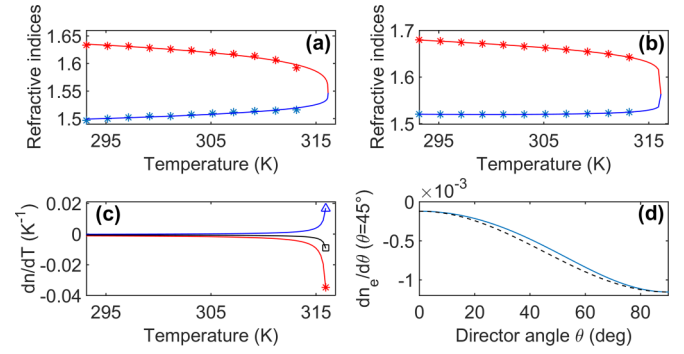 1.65
1.6
1.55
1.5
Refractive indices
(a)
295
305
315
Temperature (K)
1.7
1.6
1.5
Refractive indices
(b)
295
305
315
Temperature (K)
0.02
0
-0.02
-0.04
dn/dT (K⁻¹)
(c)
295
305
315
Temperature (K)
×10⁻³
0
-0.5
-1
dnₑ/dθ (θ=45°)
(d)
0
20
40
60
80
Director angle θ (deg)